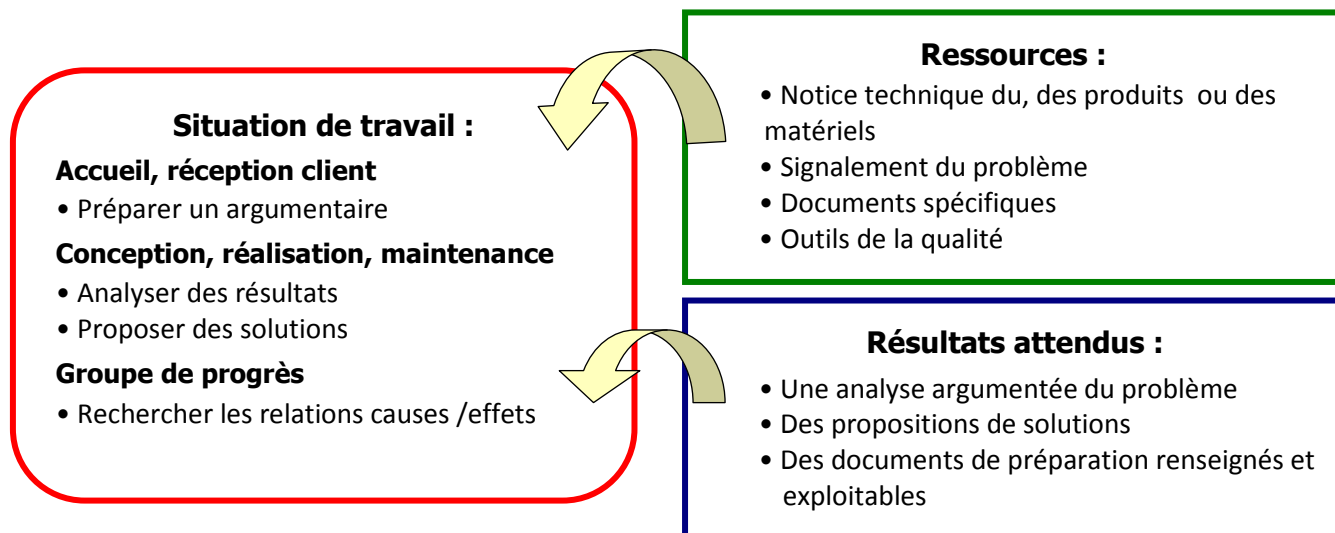 Situation de travail :
Accueil, réception client
• Préparer un argumentaire
Conception, réalisation, maintenance
• Analyser des résultats
• Proposer des solutions
Groupe de progrès
• Rechercher les relations causes /effets
Ressources :
• Notice technique du, des produits ou des
matériels
• Signalement du problème
• Documents spécifiques
• Outils de la qualité
Résultats attendus :
• Une analyse argumentée du problème
• Des propositions de solutions
• Des documents de préparation renseignés et
exploitables